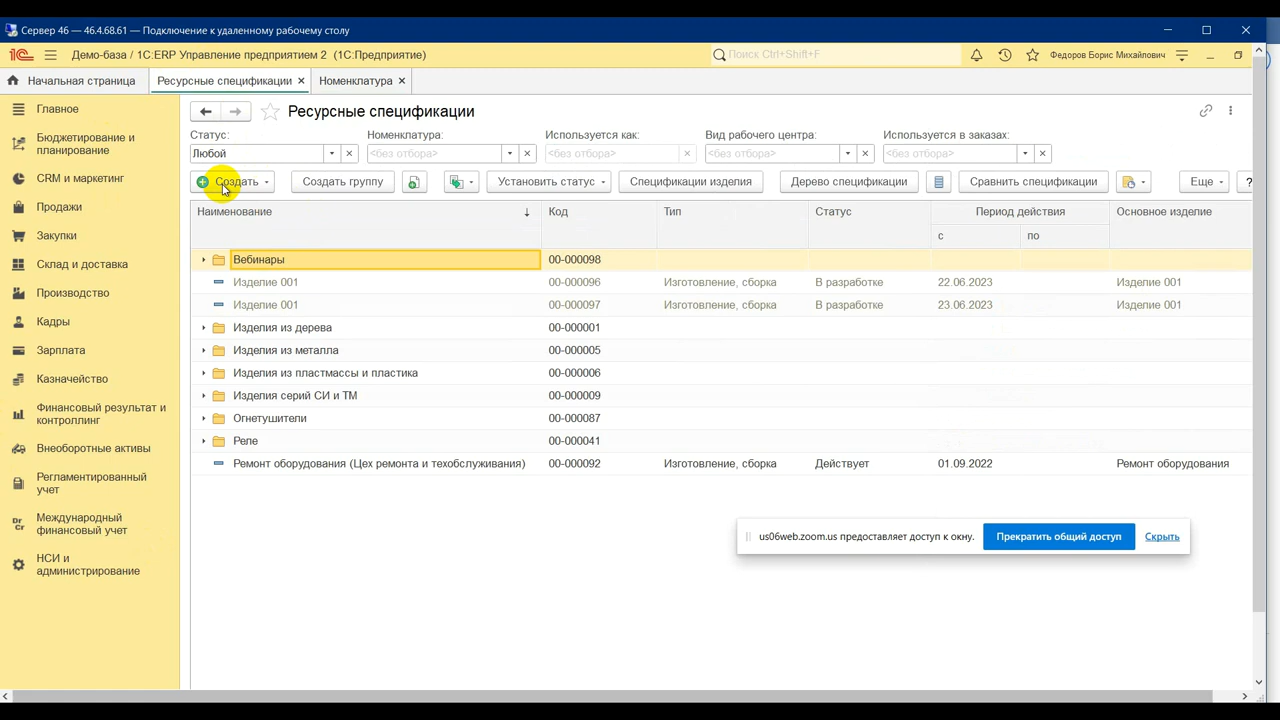 Сервер 46 — 46.4.68.61 — Подключение к удаленному рабочему столу
Демо-база / 1С:ERP Управление предприятием 2 (1С:Предприятие)
Поиск Ctrl+Shift+F
Федоров Борис Михайлович
Начальная страница
Ресурсные спецификации
Номенклатура
Главное
Бюджетирование и
планирование
CRM и маркетинг
Продажи
Закупки
Склад и доставка
Производство
Кадры
Зарплата
Казначейство
Финансовый результат и
контроллинг
Внеоборотные активы
Регламентированный
учет
Международный
финансовый учет
НСИ и
администрирование
Ресурсные спецификации
Статус: Номенклатура: Используется как: Вид рабочего центра: Используется в заказах:
Любой <без отбора> <без отбора> <без отбора> <без отбора>
Создать Создать группу Установить статус Спецификации изделия Дерево спецификации Сравнить спецификации Еще ?
Наименование Код Тип Статус Период действия Основное изделие
с по
Вебинары 00-000098
Изделие 001 00-000096 Изготовление, сборка В разработке 22.06.2023 Изделие 001
Изделие 001 00-000097 Изготовление, сборка В разработке 23.06.2023 Изделие 001
Изделия из дерева 00-000001
Изделия из металла 00-000005
Изделия из пластмассы и пластика 00-000006
Изделия серий СИ и ТМ 00-000009
Огнетушители 00-000087
Реле 00-000041
Ремонт оборудования (Цех ремонта и техобслуживания) 00-000092 Изготовление, сборка Действует 01.09.2022 Ремонт оборудования
us06web.zoom.us предоставляет доступ к окну. Прекратить общий доступ Скрыть